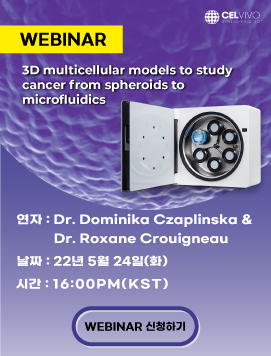 CELVIVO
WEBINAR
3D multicellular models to study
cancer from spheroids to
microfluidics
연자 : Dr. Dominika Czaplinska &
Dr. Roxane Crouigneau
날짜 : 22년 5월 24일(화)
시간 : 16:00PM(KST)
WEBINAR 신청하기